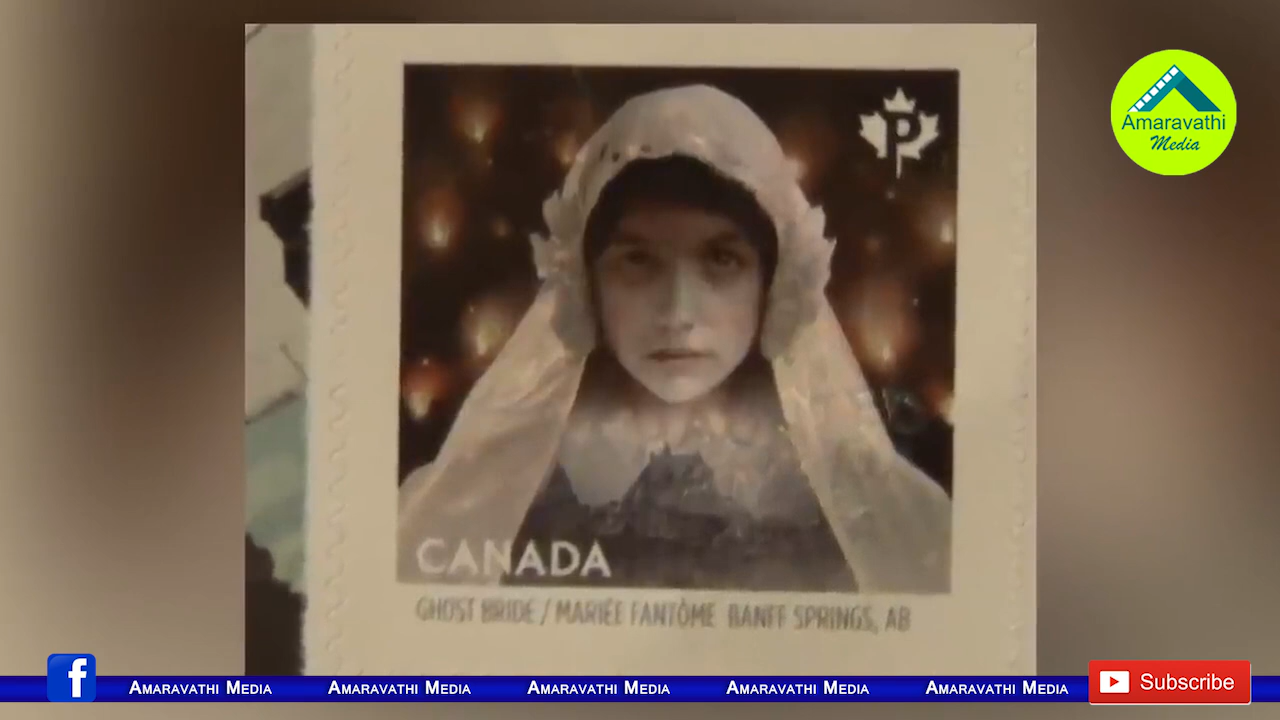 P
Amaravathi
Media
CANADA
GHOST BRIDE / MARIÉE FANTÔME BANFF SPRINGS, AB
f
AMARAVATHI MEDIA AMARAVATHI MEDIA AMARAVATHI MEDIA AMARAVATHI MEDIA AMARAVATHI MEDIA
Subscribe